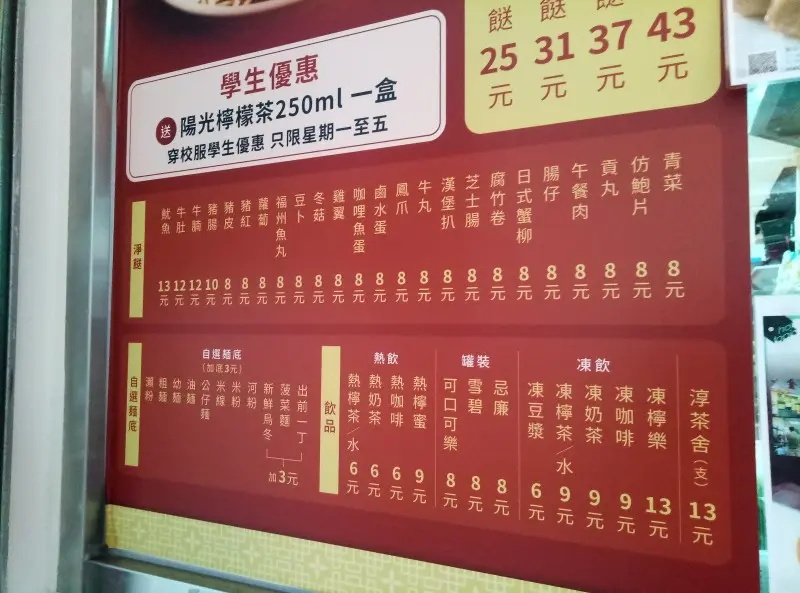 餸 餸 餸
25元 31元 37元 43元
學生優惠
送 陽光檸檬茶250ml 一盒
穿校服學生優惠 只限星期一至五
淨餸
魷魚 13元
牛肚 12元
牛腩 12元
豬腸 10元
豬皮 8元
豬紅 8元
蘿蔔 8元
福州魚丸 8元
豆卜 8元
冬菇 8元
雞翼 8元
咖哩魚蛋 8元
鹵水蛋 8元
鳳爪 8元
牛丸 8元
漢堡扒 8元
芝士腸 8元
腐竹卷 8元
日式蟹柳 8元
腸仔 8元
午餐肉 8元
貢丸 8元
仿鮑片 8元
青菜 8元
自選麵底
自選麵底
(加底3元)
瀨粉
粗麵
幼麵
油麵
公仔麵
米線
米粉
河粉
新鮮烏冬
菠菜麵
出前一丁
加3元
飲品
熱飲
熱檸茶/水 6元
熱奶茶 6元
熱咖啡 6元
熱檸蜜 9元
罐裝
可口可樂 8元
雪碧 8元
忌廉 8元
凍飲
凍豆漿 6元
凍檸茶/水 9元
凍奶茶 9元
凍咖啡 9元
凍檸樂 13元
淳茶舍(支) 13元